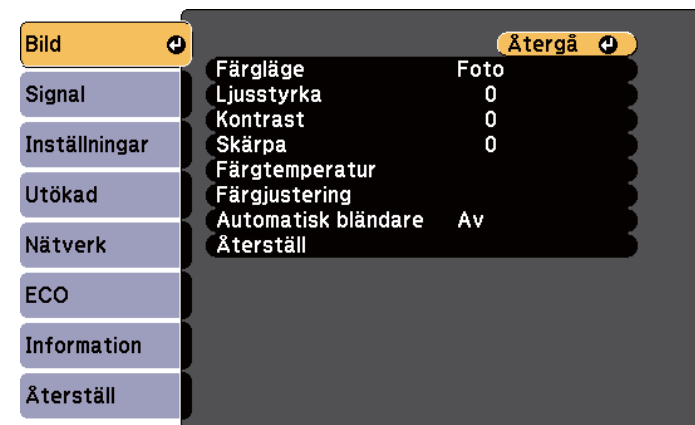 Bild
Signal
Inställningar
Utökad
Nätverk
ECO
Information
Återställ
Återgå
Färgläge Foto
Ljusstyrka 0
Kontrast 0
Skärpa 0
Färgtemperatur
Färgjustering
Automatisk bländare Av
Återställ